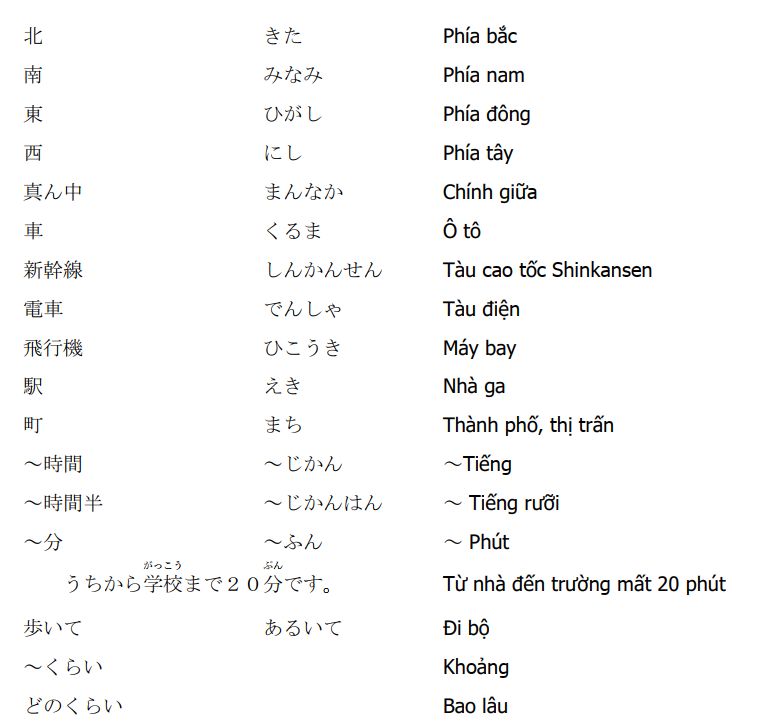 北 きた Phía bắc
南 みなみ Phía nam
東 ひがし Phía đông
西 にし Phía tây
真ん中 まんなか Chính giữa
車 くるま Ô tô
新幹線 しんかんせん Tàu cao tốc Shinkansen
電車 でんしゃ Tàu điện
飛行機 ひこうき Máy bay
駅 えき Nhà ga
町 まち Thành phố, thị trấn
～時間 ～じかん ～Tiếng
～時間半 ～じかんはん ～ Tiếng rưỡi
～分 ～ふん ～ Phút
がっこう ぷん
うちから学校まで２０分です。 Từ nhà đến trường mất 20 phút
歩いて あるいて Đi bộ
～くらい Khoảng
どのくらい Bao lâu